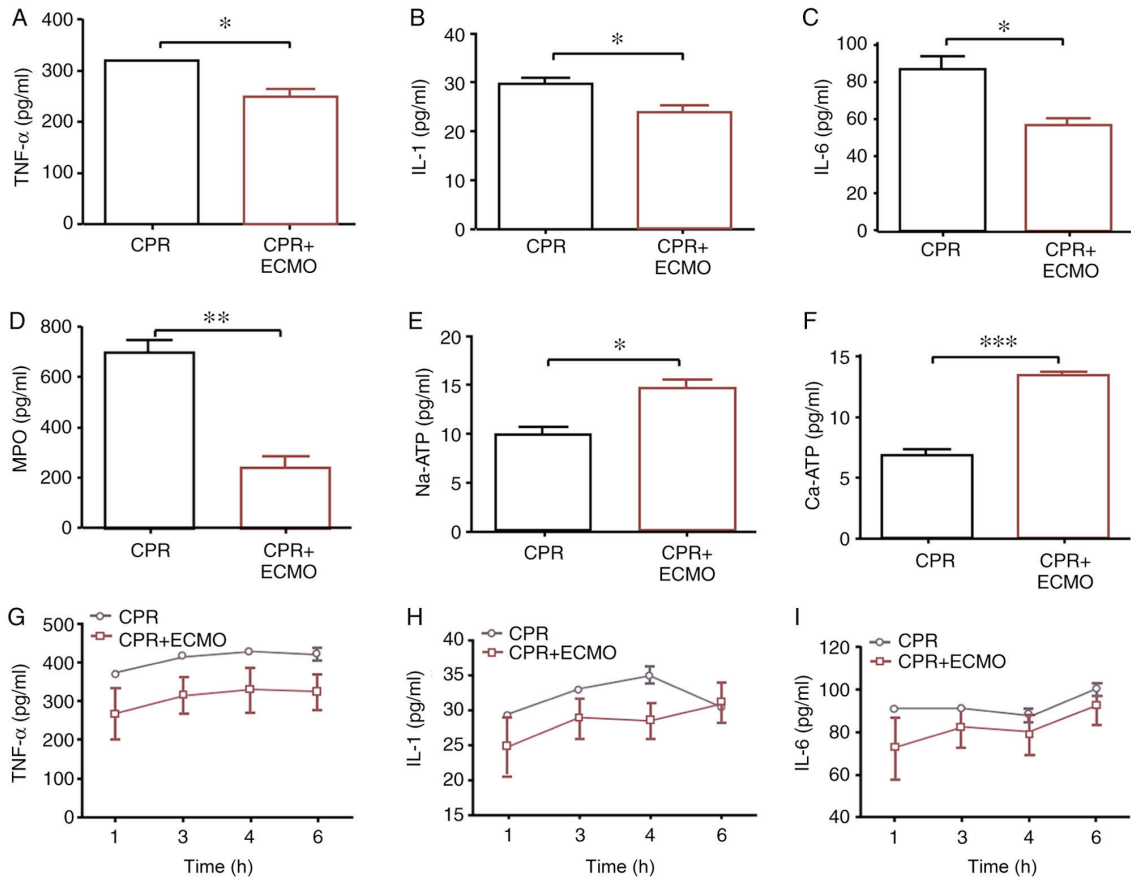 A
TNF-α (pg/ml)
400
300
200
100
0
*
CPR
CPR+
ECMO
B
IL-1 (pg/ml)
40
30
20
10
0
*
CPR
CPR+
ECMO
C
IL-6 (pg/ml)
100
80
60
40
20
0
*
CPR
CPR+
ECMO
D
MPO (pg/ml)
800
600
400
200
0
**
CPR
CPR+
ECMO
E
Na-ATP (pg/ml)
20
15
10
5
0
*
CPR
CPR+
ECMO
F
Ca-ATP (pg/ml)
15
10
5
0
***
CPR
CPR+
ECMO
G
TNF-α (pg/ml)
500
400
300
200
100
0
CPR
CPR+ECMO
1 3 4 6
Time (h)
H
IL-1 (pg/ml)
40
35
30
25
20
15
CPR
CPR+ECMO
1 3 4 6
Time (h)
I
IL-6 (pg/ml)
120
100
80
60
40
CPR
CPR+ECMO
1 3 4 6
Time (h)